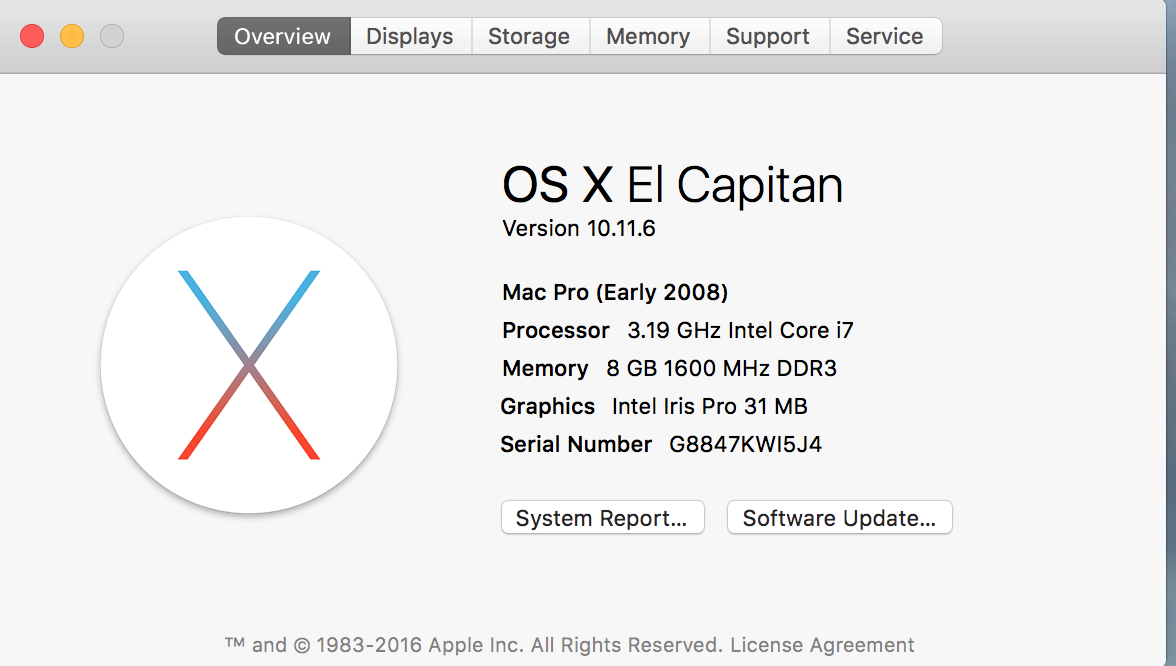 Overview Displays Storage Memory Support Service
OS X El Capitan
Version 10.11.6
Mac Pro (Early 2008)
Processor 3.19 GHz Intel Core i7
Memory 8 GB 1600 MHz DDR3
Graphics Intel Iris Pro 31 MB
Serial Number G8847KWI5J4
System Report... Software Update...
™ and © 1983-2016 Apple Inc. All Rights Reserved. License Agreement